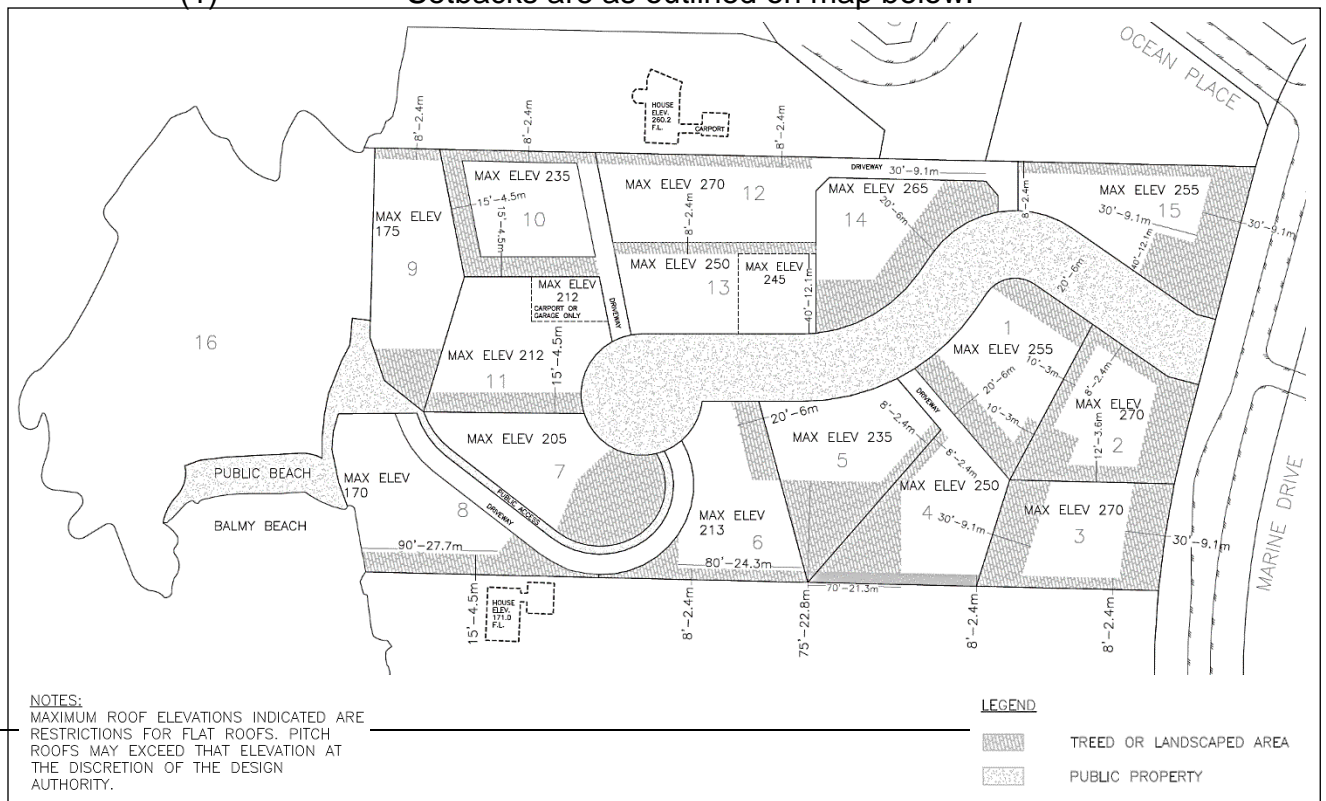 (1) Setbacks are as outlined on map below.
OCEAN PLACE
HOUSE
ELEV.
260.2
F.L.
CARPORT
8'-2.4m
8'-2.4m
8'-2.4m
DRIVEWAY 30'-9.1m
MAX ELEV 235
15'-4.5m
15'-4.5m
10
MAX ELEV 270
12
8'-2.4m
MAX ELEV 265
20'-6m
14
8'-2.4m
MAX ELEV 255
30'-9.1m
15
30'-9.1m
40'-12.1m
MAX ELEV
175
9
MAX ELEV 250
13
MAX ELEV
245
40'-12.1m
20'-6m
MAX ELEV
212
CARPORT OR
GARAGE ONLY
DRIVEWAY
16
MAX ELEV 212
11
15'-4.5m
1
MAX ELEV 255
10'-3m
20'-6m
10'-3m
8'-2.4m
MAX ELEV
270
2
12'-3.6m
DRIVEWAY
MAX ELEV 205
7
20'-6m
8'-2.4m
MAX ELEV 235
5
8'-2.4m
PUBLIC BEACH
BALMY BEACH
MAX ELEV
170
8
PUBLIC ACCESS
DRIVEWAY
MAX ELEV
213
6
MAX ELEV 250
4
30'-9.1m
MAX ELEV 270
3
30'-9.1m
MARINE DRIVE
90'-27.7m
80'-24.3m
70'-21.3m
15'-4.5m
HOUSE
ELEV.
171.0
F.L.
8'-2.4m
75'-22.8m
8'-2.4m
8'-2.4m
NOTES:
MAXIMUM ROOF ELEVATIONS INDICATED ARE
RESTRICTIONS FOR FLAT ROOFS. PITCH
ROOFS MAY EXCEED THAT ELEVATION AT
THE DISCRETION OF THE DESIGN
AUTHORITY.
LEGEND
TREED OR LANDSCAPED AREA
PUBLIC PROPERTY